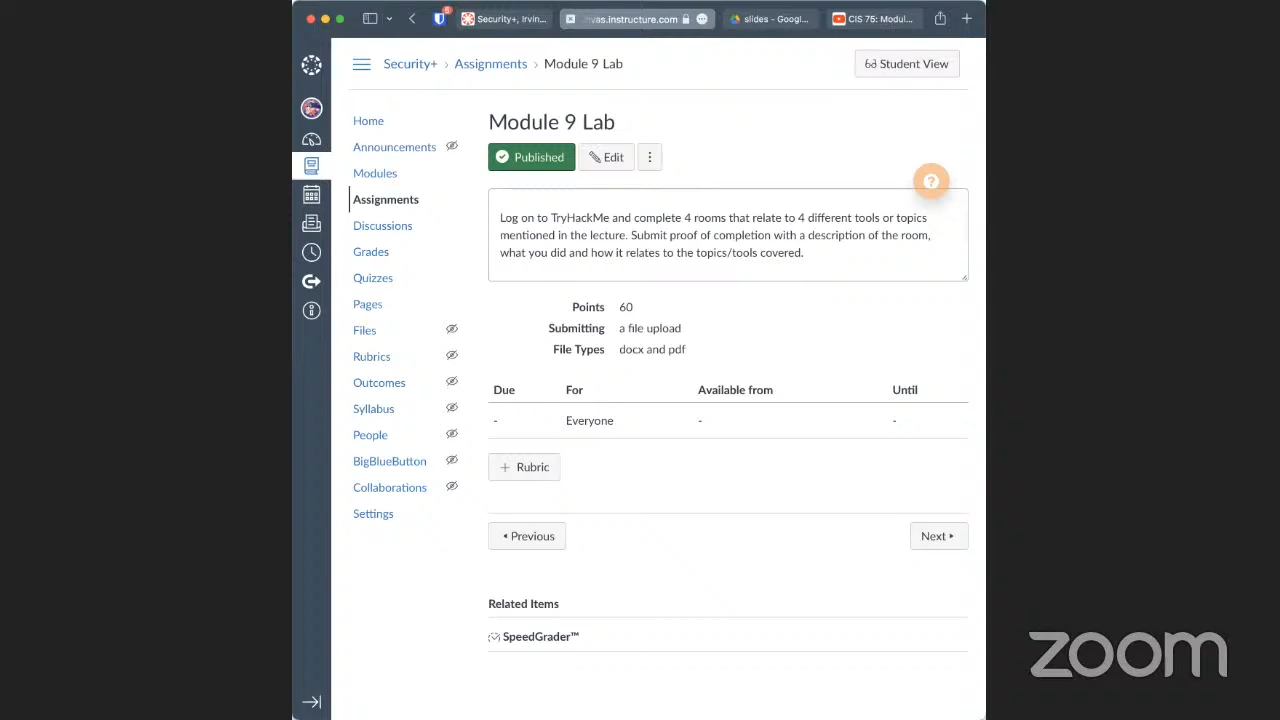 6
Security+, Irvin...
vas.instructure.com
slides - Googl...
CIS 75: Modul...
Security+ › Assignments › Module 9 Lab
Student View
Home
Announcements
Modules
Assignments
Discussions
Grades
Quizzes
Pages
Files
Rubrics
Outcomes
Syllabus
People
BigBlueButton
Collaborations
Settings
Module 9 Lab
Published
Edit
?
Log on to TryHackMe and complete 4 rooms that relate to 4 different tools or topics
mentioned in the lecture. Submit proof of completion with a description of the room,
what you did and how it relates to the topics/tools covered.
Points 60
Submitting a file upload
File Types docx and pdf
Due For Available from Until
- Everyone - -
+ Rubric
Previous
Next
Related Items
SpeedGrader™
zoom